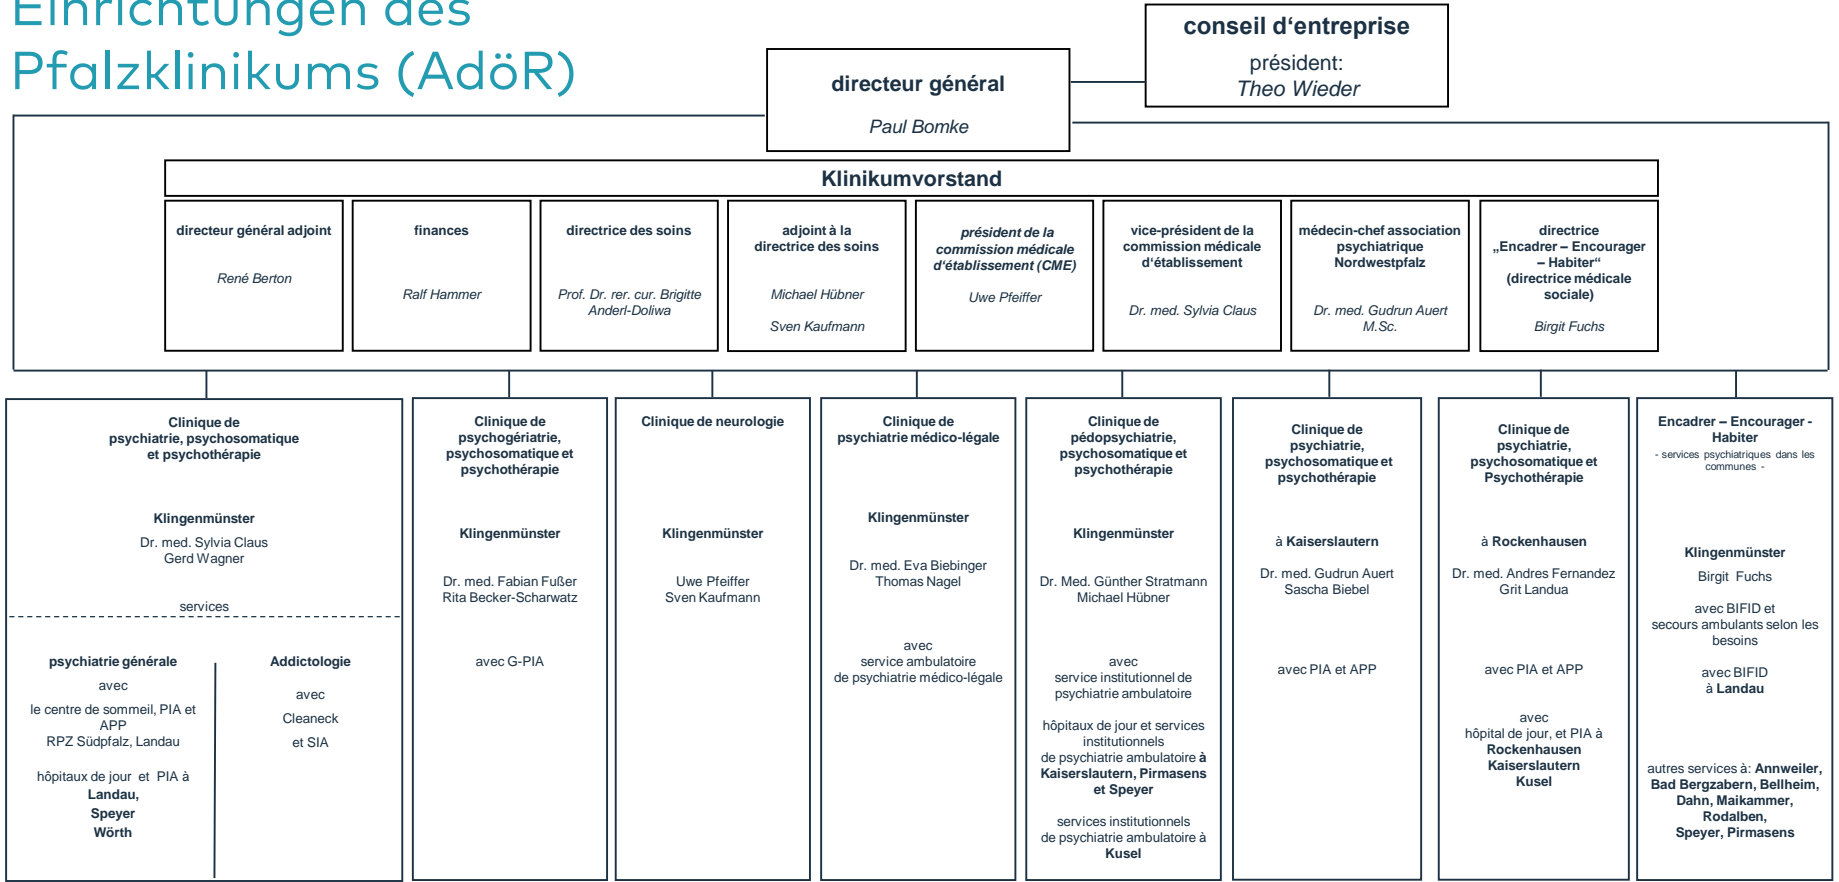 Einrichtungen des
Pfalzklinikums (AdöR)
conseil d‘entreprise
président:
Theo Wieder
directeur général
Paul Bomke
Klinikumvorstand
directeur général adjoint
René Berton
finances
Ralf Hammer
directrice des soins
Prof. Dr. rer. cur. Brigitte
Anderl-Doliwa
adjoint à la
directrice des soins
Michael Hübner
Sven Kaufmann
président de la
commission médicale
d‘établissement (CME)
Uwe Pfeiffer
vice-président de la
commission médicale
d‘établissement
Dr. med. Sylvia Claus
médecin-chef association
psychiatrique
Nordwestpfalz
Dr. med. Gudrun Auert
M.Sc.
directrice
„Encadrer – Encourager
– Habiter“
(directrice médicale
sociale)
Birgit Fuchs
Clinique de
psychiatrie, psychosomatique
et psychothérapie
Klingenmünster
Dr. med. Sylvia Claus
Gerd Wagner
services
psychiatrie générale
avec
le centre de sommeil, PIA et
APP
RPZ Südpfalz, Landau
hôpitaux de jour et PIA à
Landau,
Speyer
Wörth
Addictologie
avec
Cleaneck
et SIA
Clinique de
psychogériatrie,
psychosomatique et
psychothérapie
Klingenmünster
Dr. med. Fabian Fußer
Rita Becker-Scharwatz
avec G-PIA
Clinique de neurologie
Klingenmünster
Uwe Pfeiffer
Sven Kaufmann
Clinique de
psychiatrie médico-légale
Klingenmünster
Dr. med. Eva Biebinger
Thomas Nagel
avec
service ambulatoire
de psychiatrie médico-légale
Clinique de
pédopsychiatrie,
psychosomatique et
psychothérapie
Klingenmünster
Dr. Med. Günther Stratmann
Michael Hübner
avec
service institutionnel de
psychiatrie ambulatoire
hôpitaux de jour et services
institutionnels
de psychiatrie ambulatoire à
Kaiserslautern, Pirmasens
et Speyer
services institutionnels
de psychiatrie ambulatoire à
Kusel
Clinique de
psychiatrie,
psychosomatique et
psychothérapie
à Kaiserslautern
Dr. med. Gudrun Auert
Sascha Biebel
avec PIA et APP
Clinique de
psychiatrie,
psychosomatique et
Psychothérapie
à Rockenhausen
Dr. med. Andres Fernandez
Grit Landua
avec PIA et APP
avec
hôpital de jour, et PIA à
Rockenhausen
Kaiserslautern
Kusel
Encadrer – Encourager -
Habiter
- services psychiatriques dans les
communes -
Klingenmünster
Birgit Fuchs
avec BIFID et
secours ambulants selon les
besoins
avec BIFID
à Landau
autres services à: Annweiler,
Bad Bergzabern, Bellheim,
Dahn, Maikammer,
Rodalben,
Speyer, Pirmasens